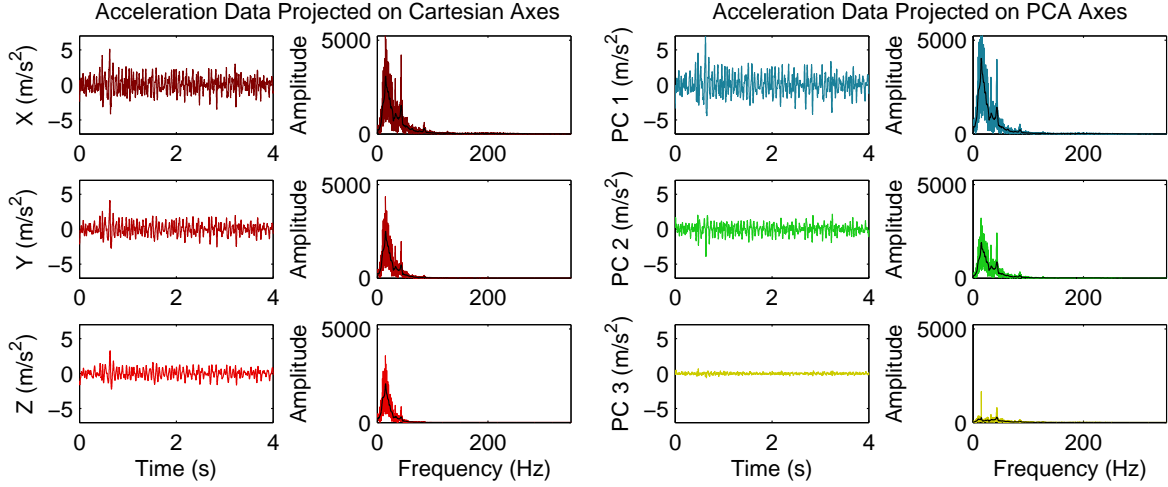 Acceleration Data Projected on Cartesian Axes
Acceleration Data Projected on PCA Axes
X (m/s²)
5
0
−5
0 2 4
Amplitude
5000
0
0 200
PC 1 (m/s²)
5
0
−5
0 2 4
Amplitude
5000
0
0 200
Y (m/s²)
5
0
−5
0 2 4
Amplitude
5000
0
0 200
PC 2 (m/s²)
5
0
−5
0 2 4
Amplitude
5000
0
0 200
Z (m/s²)
5
0
−5
0 2 4
Time (s)
Amplitude
5000
0
0 200
Frequency (Hz)
PC 3 (m/s²)
5
0
−5
0 2 4
Time (s)
Amplitude
5000
0
0 200
Frequency (Hz)